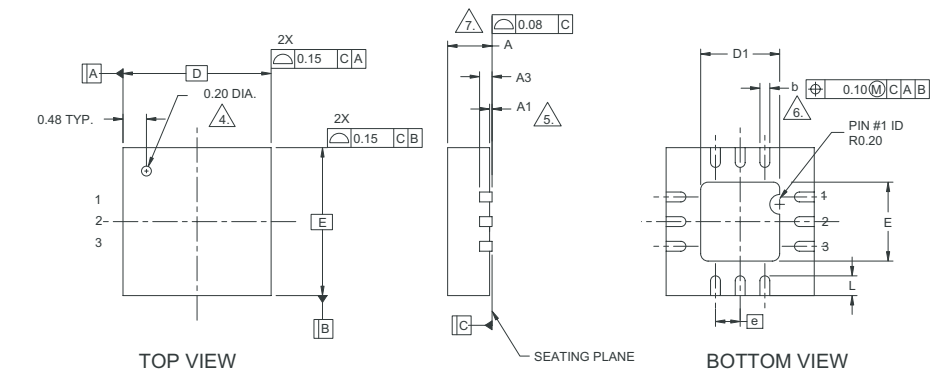 2X
0.15 C A
A
D
0.20 DIA.
4.
0.48 TYP.
2X
0.15 C B
1
2
3
E
B
TOP VIEW
7.
0.08 C
A
A3
A1
5.
C
SEATING PLANE
D1
b
0.10 M C A B
6.
PIN #1 ID
R0.20
1
2
3
E
L
e
BOTTOM VIEW